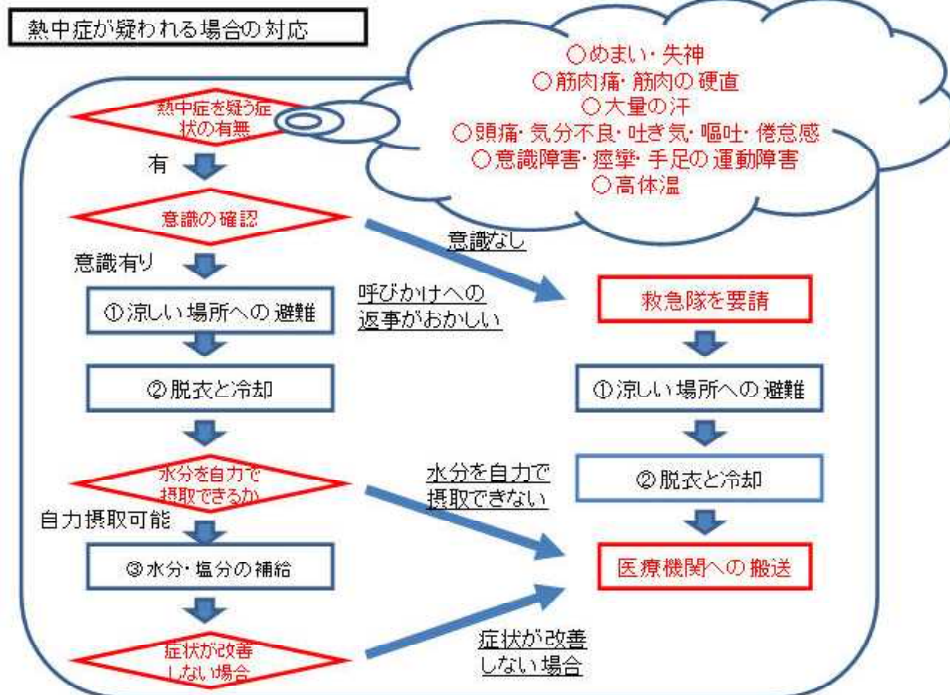 熱中症が疑われる場合の対応
○めまい・失神
○筋肉痛・筋肉の硬直
○大量の汗
○頭痛・気分不良・吐き気・嘔吐・倦怠感
○意識障害・痙攣・手足の運動障害
○高体温
熱中症を疑う症
状の有無
有
意識の確認
意識なし
意識有り
呼びかけへの
返事がおかしい
①涼しい場所への避難
②脱衣と冷却
水分を自力で
摂取できるか
水分を自力で
摂取できない
自力摂取可能
③水分・塩分の補給
症状が改善
しない場合
症状が改善
しない場合
救急隊を要請
①涼しい場所への避難
②脱衣と冷却
医療機関への搬送